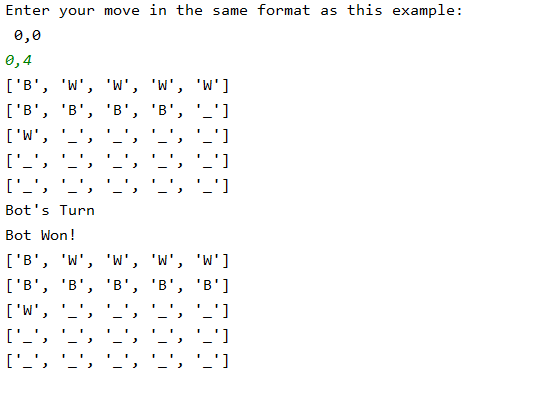 Enter your move in the same format as this example:
0,0
0,4
['B', 'W', 'W', 'W', 'W']
['B', 'B', 'B', 'B', '_']
['W', '_', '_', '_', '_']
['_', '_', '_', '_', '_']
['_', '_', '_', '_', '_']
Bot's Turn
Bot Won!
['B', 'W', 'W', 'W', 'W']
['B', 'B', 'B', 'B', 'B']
['W', '_', '_', '_', '_']
['_', '_', '_', '_', '_']
['_', '_', '_', '_', '_']